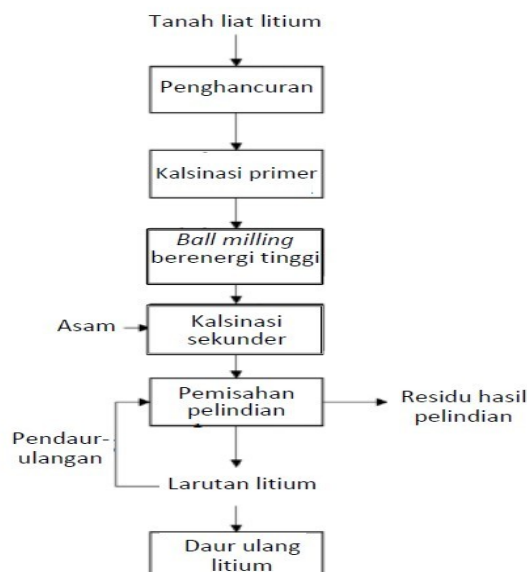 Tanah liat litium
Penghancuran
Kalsinasi primer
Ball milling
berenergi tinggi
Asam
Kalsinasi
sekunder
Pemisahan
pelindian
Residu hasil
pelindian
Pendaur-
ulangan
Larutan litium
Daur ulang
litium